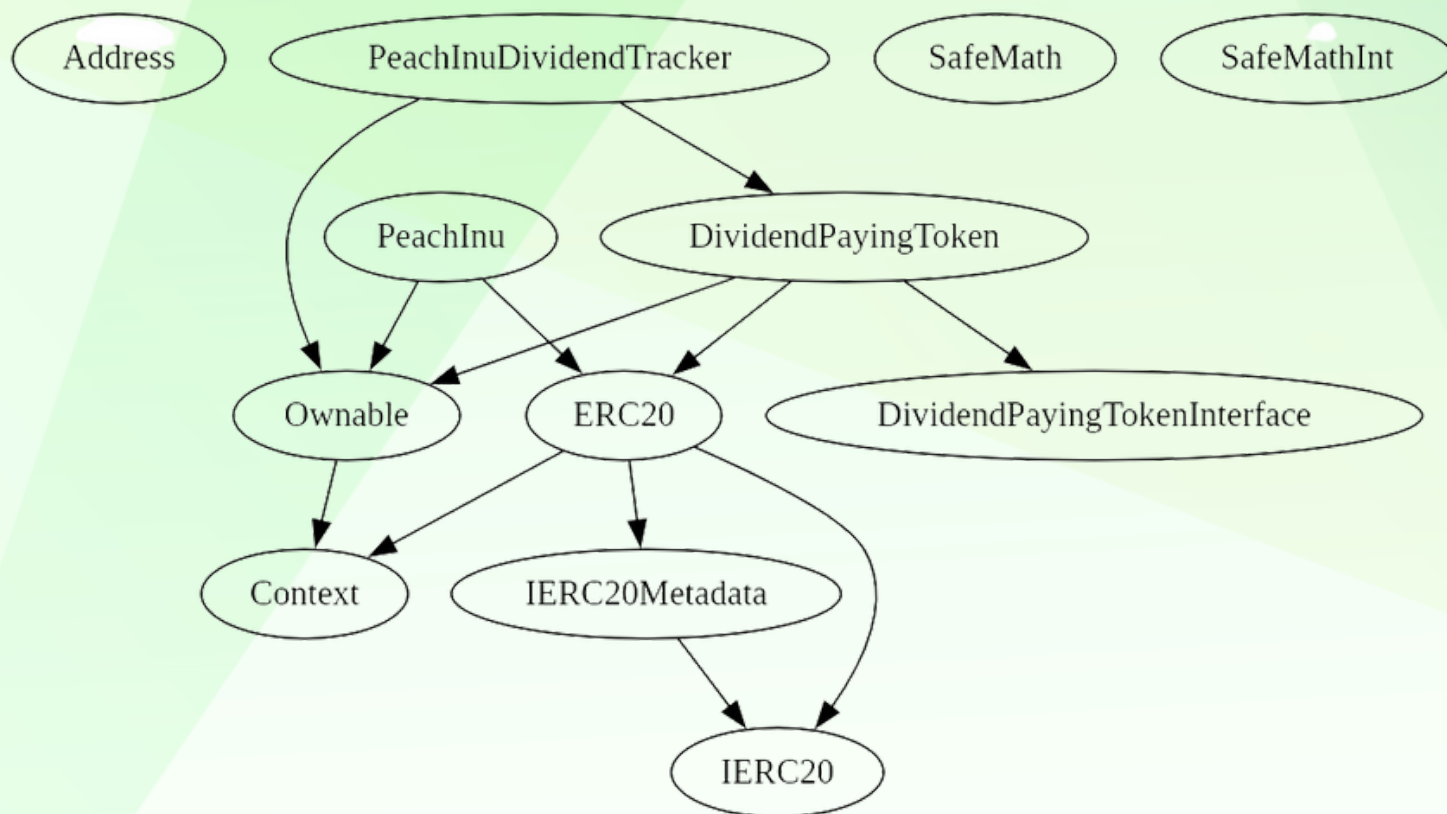 Address
PeachInuDividendTracker
SafeMath
SafeMathInt
PeachInu
DividendPayingToken
Ownable
ERC20
DividendPayingTokenInterface
Context
IERC20Metadata
IERC20